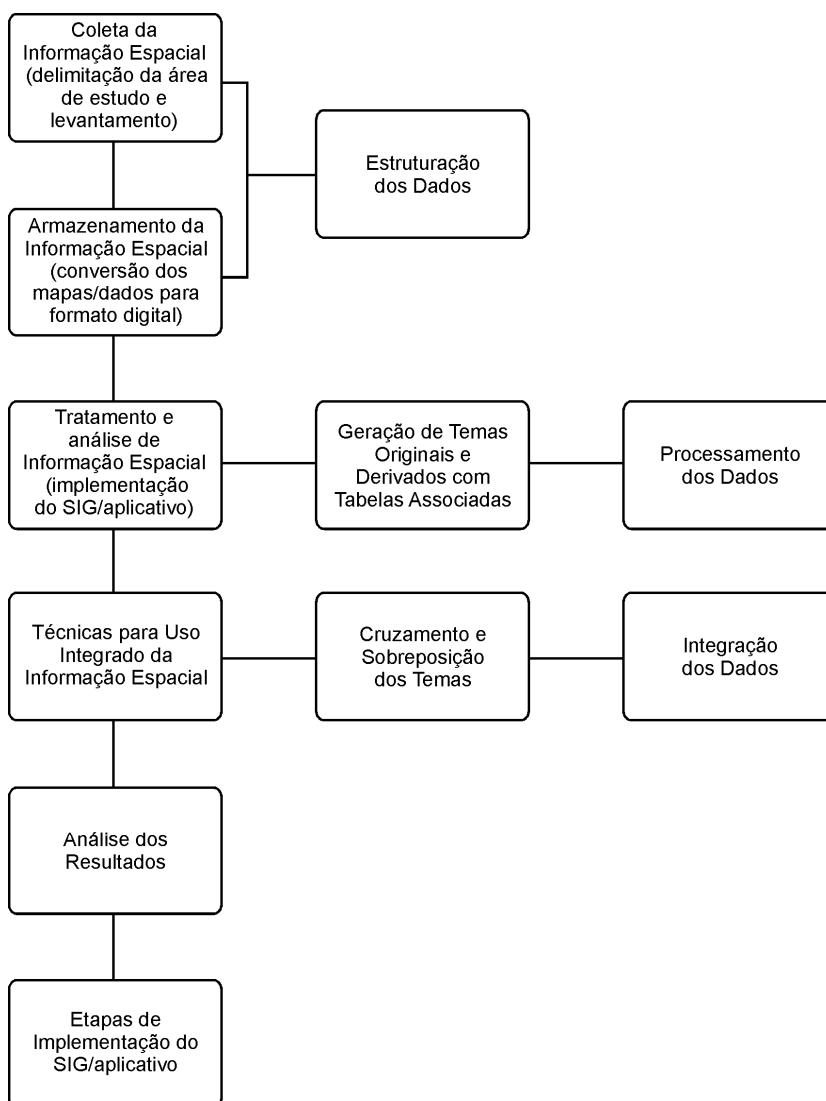 Coleta da
Informação Espacial
(delimitação da área
de estudo e
levantamento)
Estruturação
dos Dados
Armazenamento da
Informação Espacial
(conversão dos
mapas/dados para
formato digital)
Tratamento e
análise de
Informação Espacial
(implementação
do SIG/aplicativo)
Geração de Temas
Originais e
Derivados com
Tabelas Associadas
Processamento
dos Dados
Técnicas para Uso
Integrado da
Informação Espacial
Cruzamento e
Sobreposição
dos Temas
Integração
dos Dados
Análise dos
Resultados
Etapas de
Implementação do
SIG/aplicativo